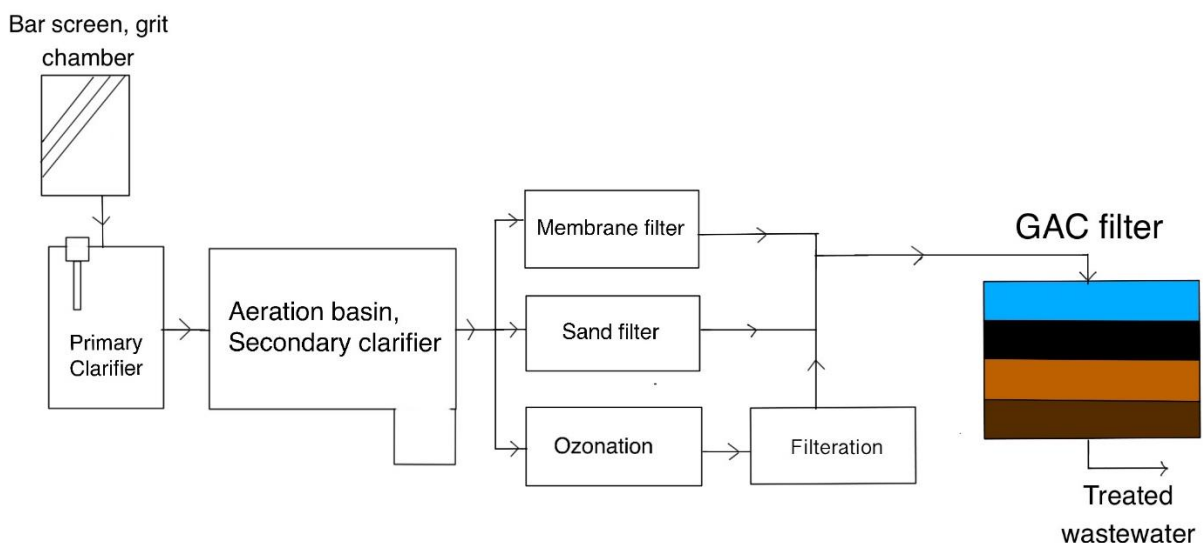 Bar screen, grit
chamber
Primary
Clarifier
Aeration basin,
Secondary clarifier
Membrane filter
Sand filter
Ozonation
Filteration
GAC filter
Treated
wastewater